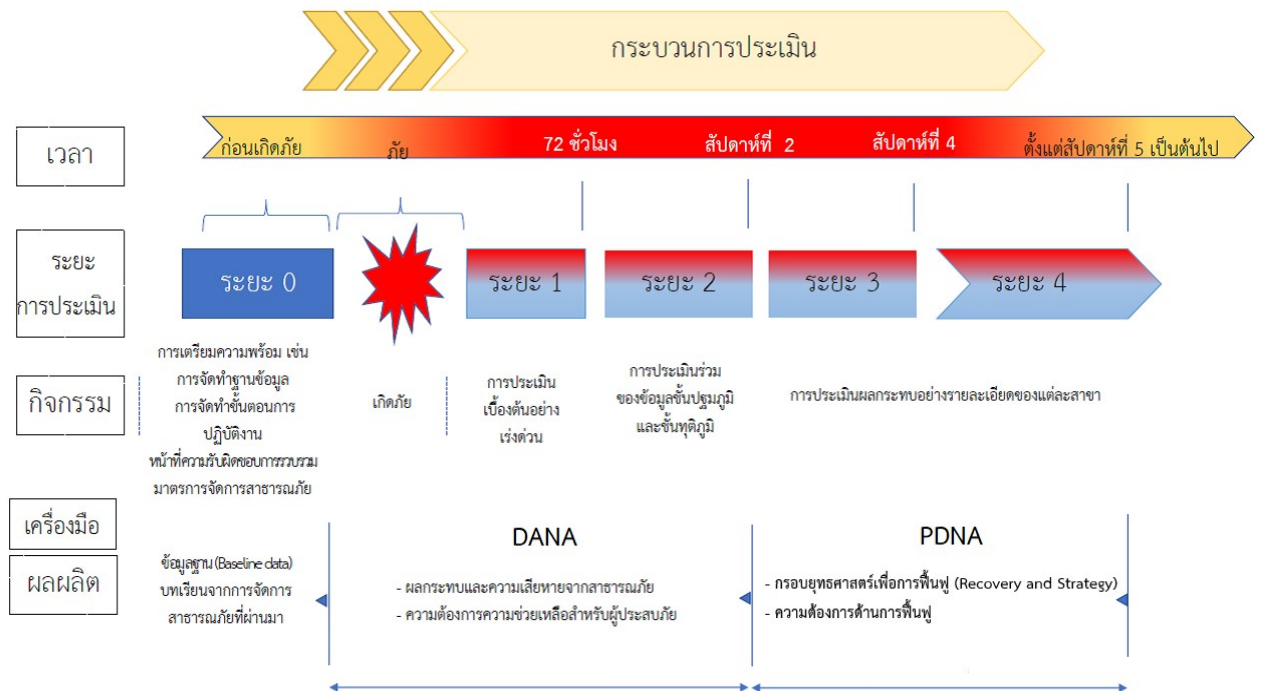 กระบวนการประเมิน
เวลา
ก่อนเกิดภัย
ภัย
72 ชั่วโมง
สัปดาห์ที่ 2
สัปดาห์ที่ 4
ตั้งแต่สัปดาห์ที่ 5 เป็นต้นไป
ระยะ
การประเมิน
ระยะ 0
ระยะ 1
ระยะ 2
ระยะ 3
ระยะ 4
กิจกรรม
การเตรียมความพร้อม เช่น
การจัดทำฐานข้อมูล
การจัดทำขั้นตอนการ
ปฏิบัติงาน
หน้าที่ความรับผิดชอบการรวบรวม
มาตรการจัดการสาธารณภัย
เกิดภัย
การประเมิน
เบื้องต้นอย่าง
เร่งด่วน
การประเมินร่วม
ของข้อมูลชั้นปฐมภูมิ
และชั้นทุติภูมิ
การประเมินผลกระทบอย่างรายละเอียดของแต่ละสาขา
เครื่องมือ
DANA
PDNA
ผลผลิต
ข้อมูลฐาน (Baseline data)
บทเรียนจากการจัดการ
สาธารณภัยที่ผ่านมา
- ผลกระทบและความเสียหายจากสาธารณภัย
- ความต้องการความช่วยเหลือสำหรับผู้ประสบภัย
- กรอบยุทธศาสตร์เพื่อการฟื้นฟู (Recovery and Strategy)
- ความต้องการด้านการฟื้นฟู